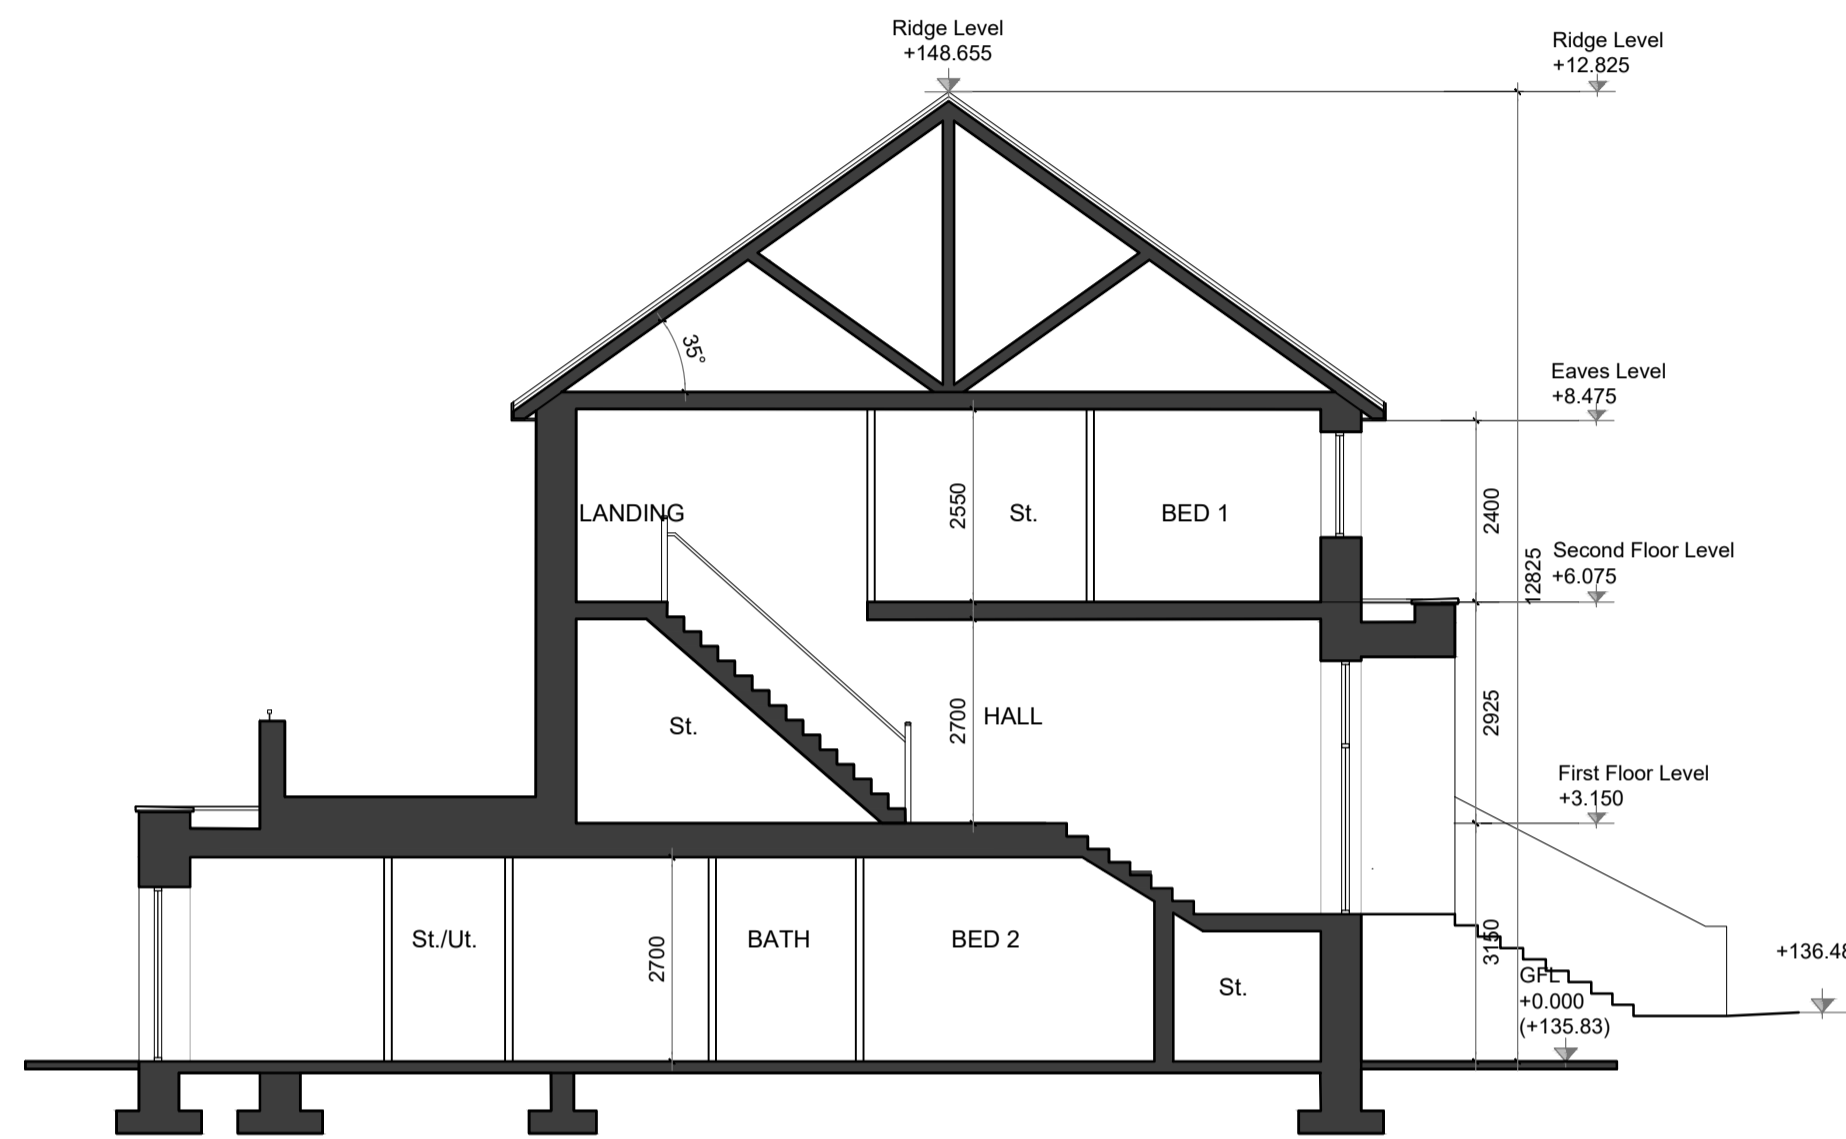 Ridge Level
+148.655
Ridge Level
+12.825
35°
Eaves Level
+8.475
LANDING
2550
St.
BED 1
2400
12825
Second Floor Level
+6.075
St.
2700
HALL
2925
First Floor Level
+3.150
St./Ut.
2700
BATH
BED 2
St.
3150
GFL
+0.000
(+135.83)
+136.48